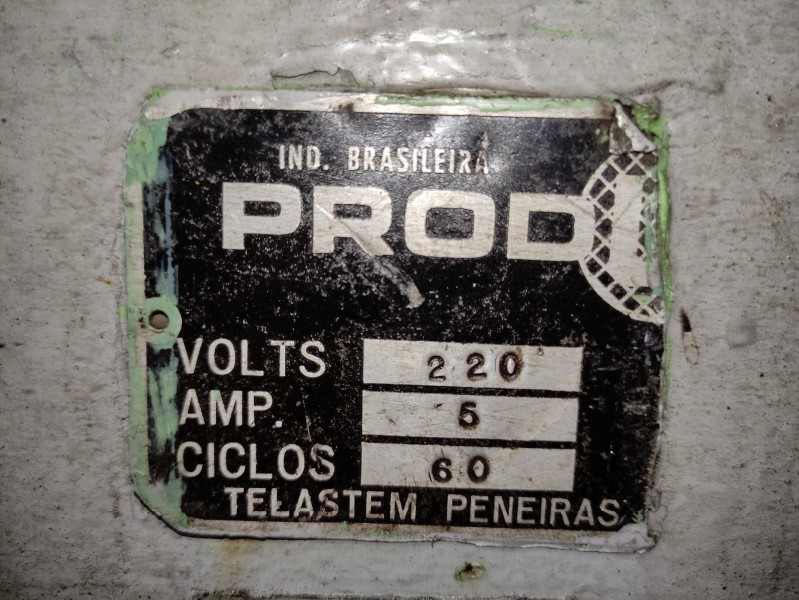 IND. BRASILEIRA
PROD
VOLTS 220
AMP. 5
CICLOS 60
TELASTEM PENEIRAS